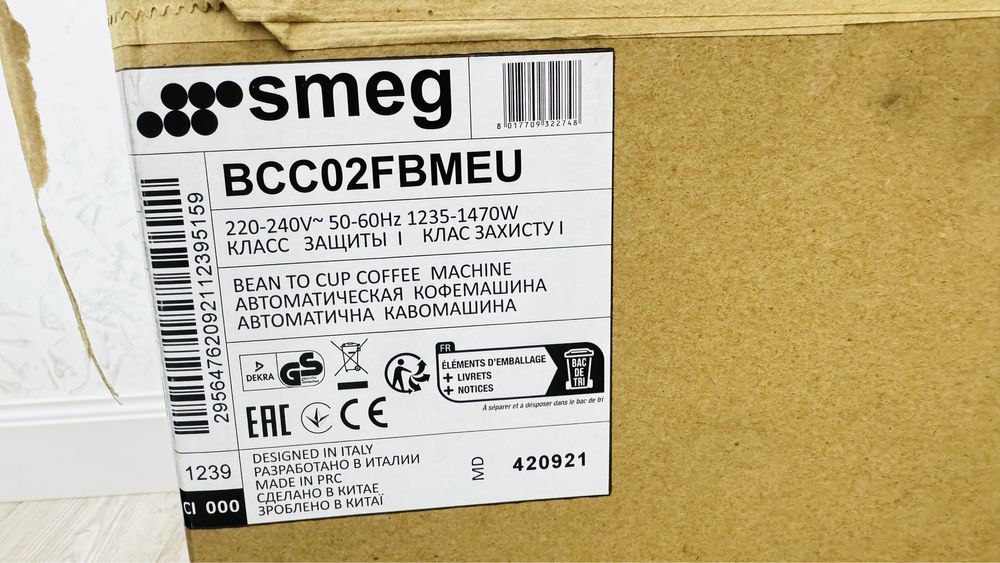 smeg
8 017709 322748
BCC02FBMEU
220-240V~ 50-60Hz 1235-1470W
КЛАСС ЗАЩИТЫ I КЛАС ЗАХИСТУ I
BEAN TO CUP COFFEE MACHINE
АВТОМАТИЧЕСКАЯ КОФЕМАШИНА
АВТОМАТИЧНА КАВОМАШИНА
29564762092112395159
DEKRA
GS
FR
ÉLÉMENTS D'EMBALLAGE
+ LIVRETS
+ NOTICES
BAC
DE
TRI
À séparer et à déposer dans le bac de tri
EAC
CE
1239
CI 000
DESIGNED IN ITALY
РАЗРАБОТАНО В ИТАЛИИ
MADE IN PRC
СДЕЛАНО В КИТАЕ
ЗРОБЛЕНО В КИТАЇ
MD
420921